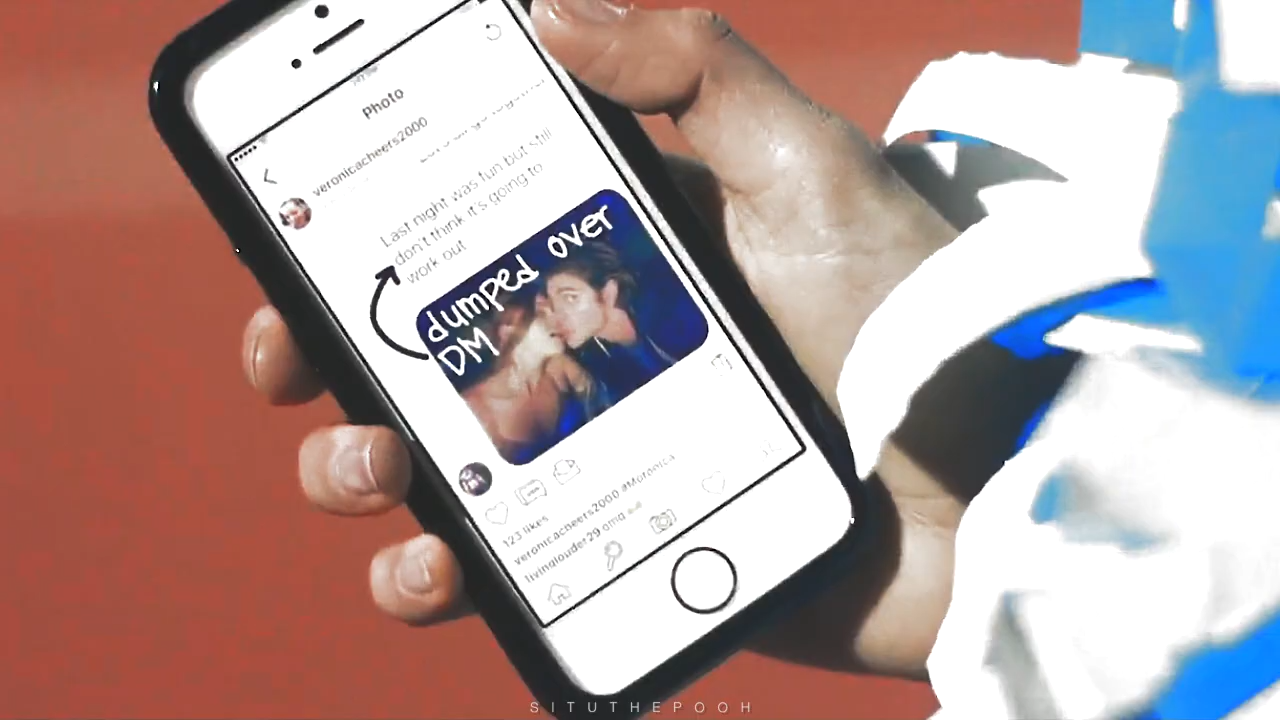 Photo
veronicacheers2000
Last night was fun but still
don't think it's going to
work out
dumped over
DM
123 likes
veronicacheers2000 #Moronica
livinglouder29 omg
SITUTHEPOOH